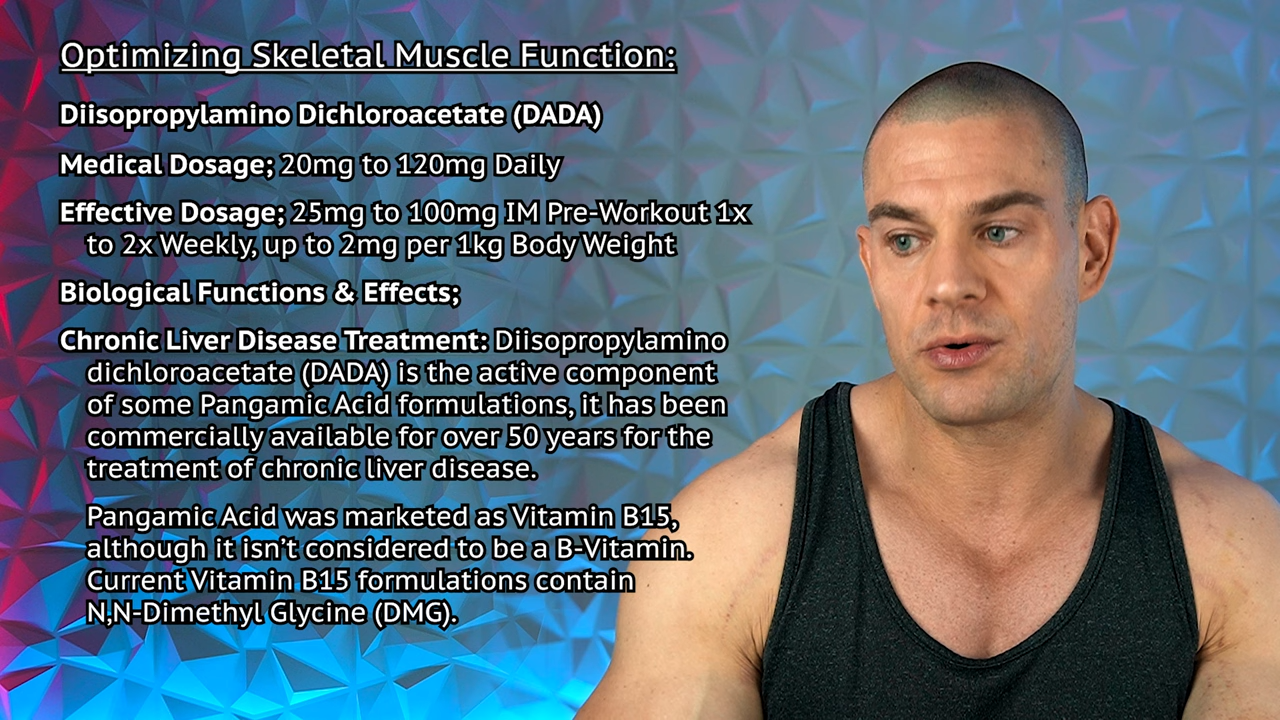 Optimizing Skeletal Muscle Function:
Diisopropylamino Dichloroacetate (DADA)
Medical Dosage; 20mg to 120mg Daily
Effective Dosage; 25mg to 100mg IM Pre-Workout 1x
to 2x Weekly, up to 2mg per 1kg Body Weight
Biological Functions & Effects;
Chronic Liver Disease Treatment: Diisopropylamino
dichloroacetate (DADA) is the active component
of some Pangamic Acid formulations, it has been
commercially available for over 50 years for the
treatment of chronic liver disease.
Pangamic Acid was marketed as Vitamin B15,
although it isn't considered to be a B-Vitamin.
Current Vitamin B15 formulations contain
N,N-Dimethyl Glycine (DMG).